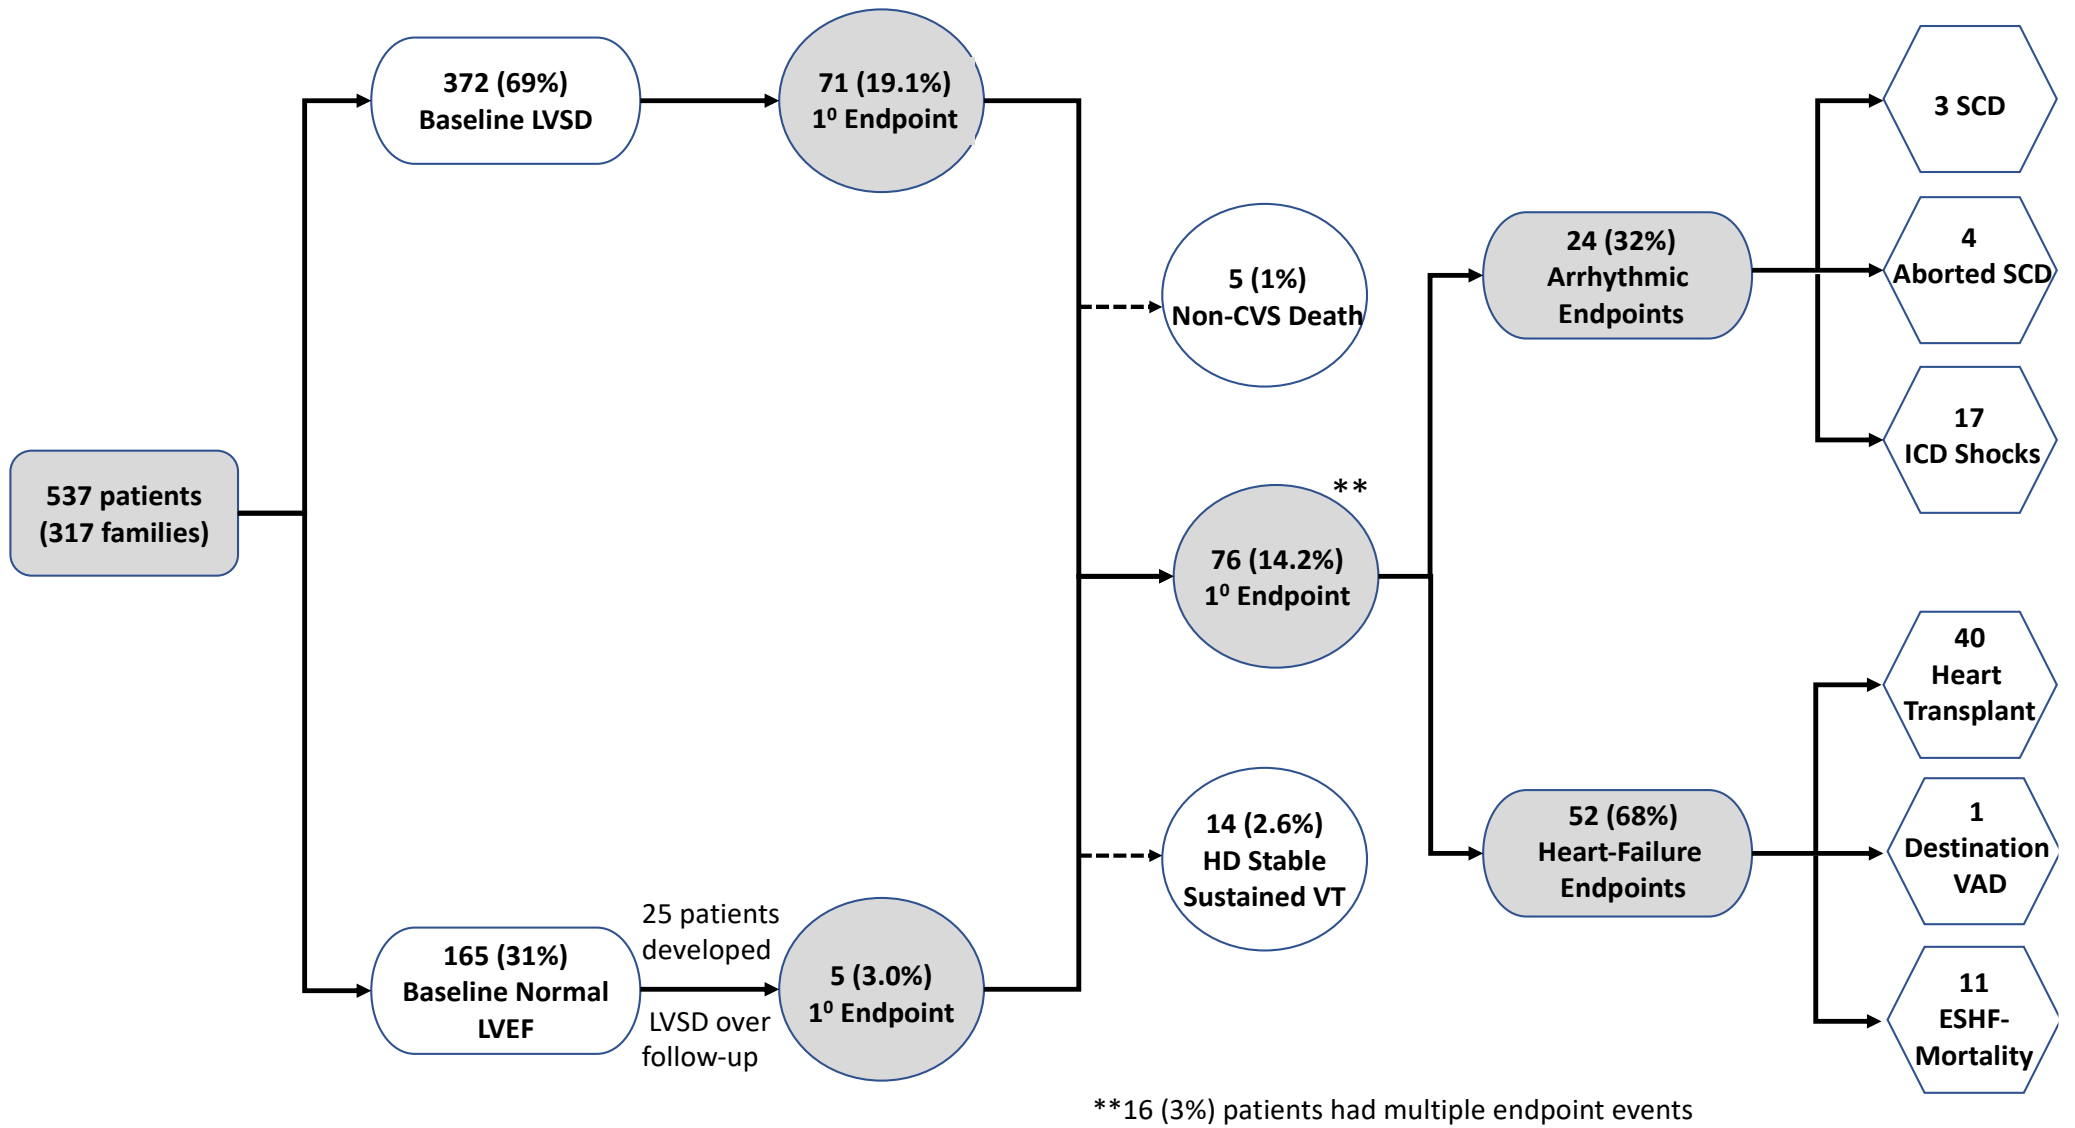 537 patients
(317 families)
372 (69%)
Baseline LVSD
71 (19.1%)
1⁰ Endpoint
165 (31%)
Baseline Normal
LVEF
25 patients
developed
LVSD over
follow-up
5 (3.0%)
1⁰ Endpoint
5 (1%)
Non-CVS Death
**
76 (14.2%)
1⁰ Endpoint
14 (2.6%)
HD Stable
Sustained VT
24 (32%)
Arrhythmic
Endpoints
3 SCD
4
Aborted SCD
17
ICD Shocks
52 (68%)
Heart-Failure
Endpoints
40
Heart
Transplant
1
Destination
VAD
11
ESHF-
Mortality
**16 (3%) patients had multiple endpoint events